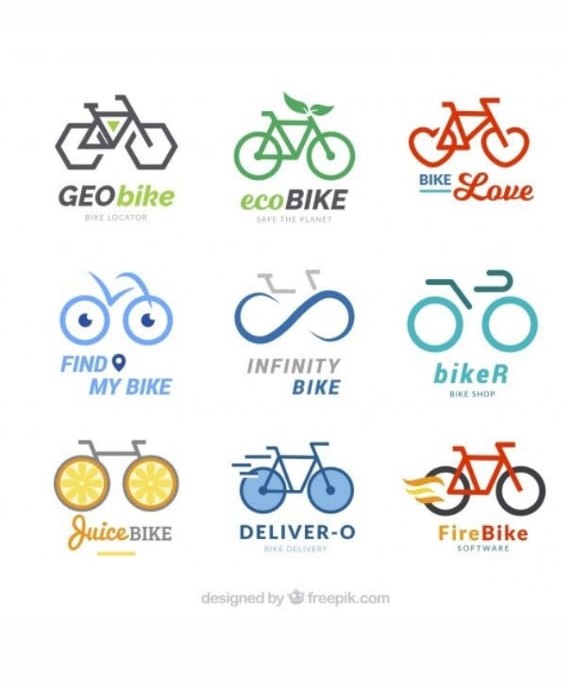 GEObike
BIKE LOCATOR
ecoBIKE
SAFE THE PLANET
BIKE Love
FIND
MY BIKE
INFINITY
BIKE
bikeR
BIKE SHOP
JuiceBIKE
DELIVER-O
BIKE DELIVERY
FireBike
SOFTWARE
designed by freepik.com